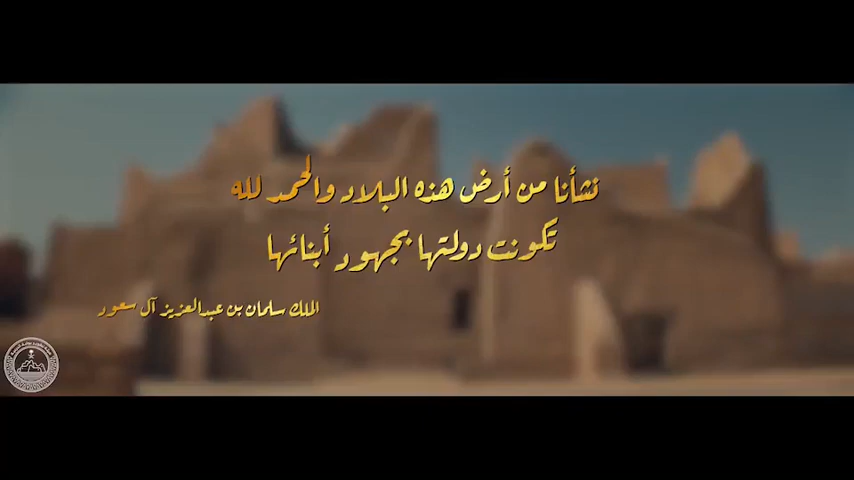 نشأنا من أرض هذه البلاد والحمد لله
تكونت دولتها بجهود أبنائها
الملك سلمان بن عبدالعزيز آل سعود